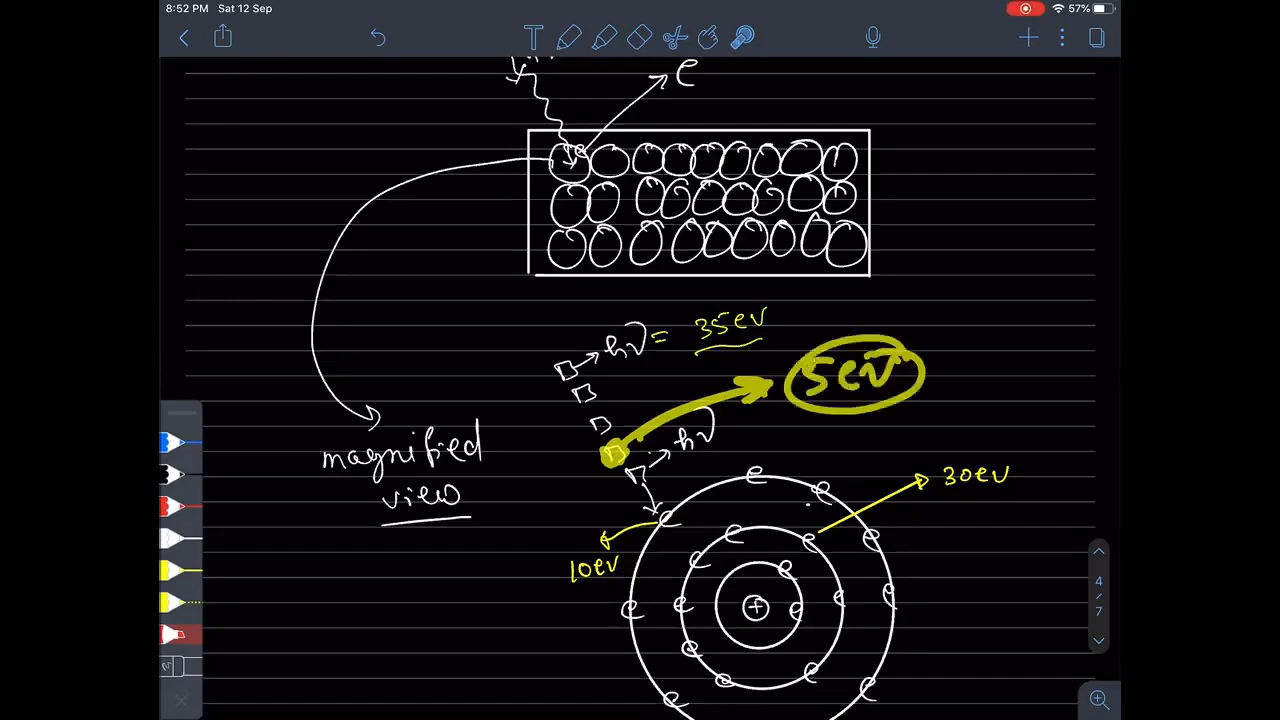 8:52 PM Sat 12 Sep 57%
e
hν = 35ev
5ev
hν
magnified
view
30ev
10ev
e e
e
e e e
e e
e e e + e e e
e e
e e e
4
/
7